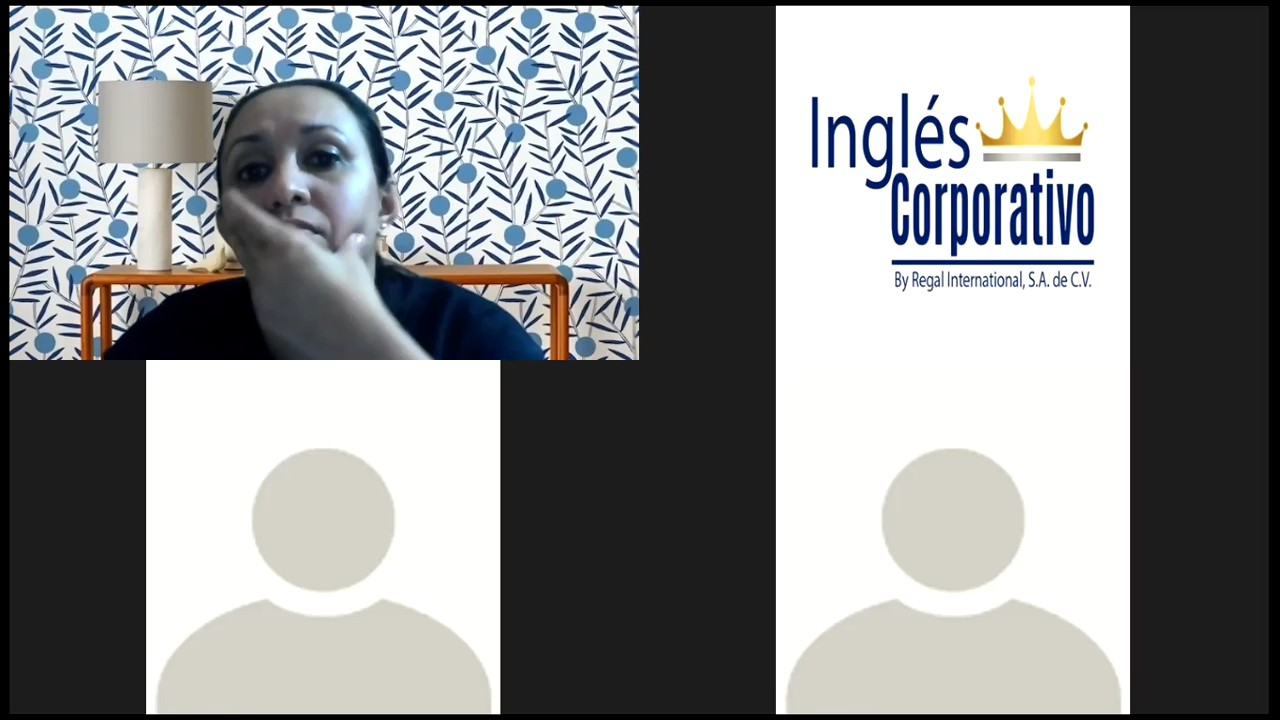 Inglés
Corporativo
By Regal International, S.A. de C.V.